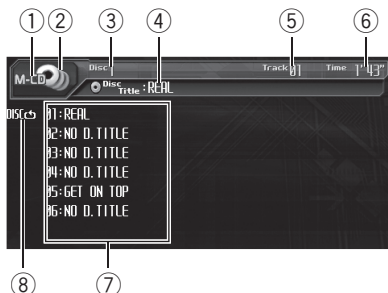 ① ② ③ ④ ⑤ ⑥
M-CD Disc 1 Track 01 Time 1'43"
Disc Title : REAL
DISC
01:REAL
02:NO D.TITLE
03:NO D.TITLE
04:NO D.TITLE
05:GET ON TOP
06:NO D.TITLE
⑧ ⑦